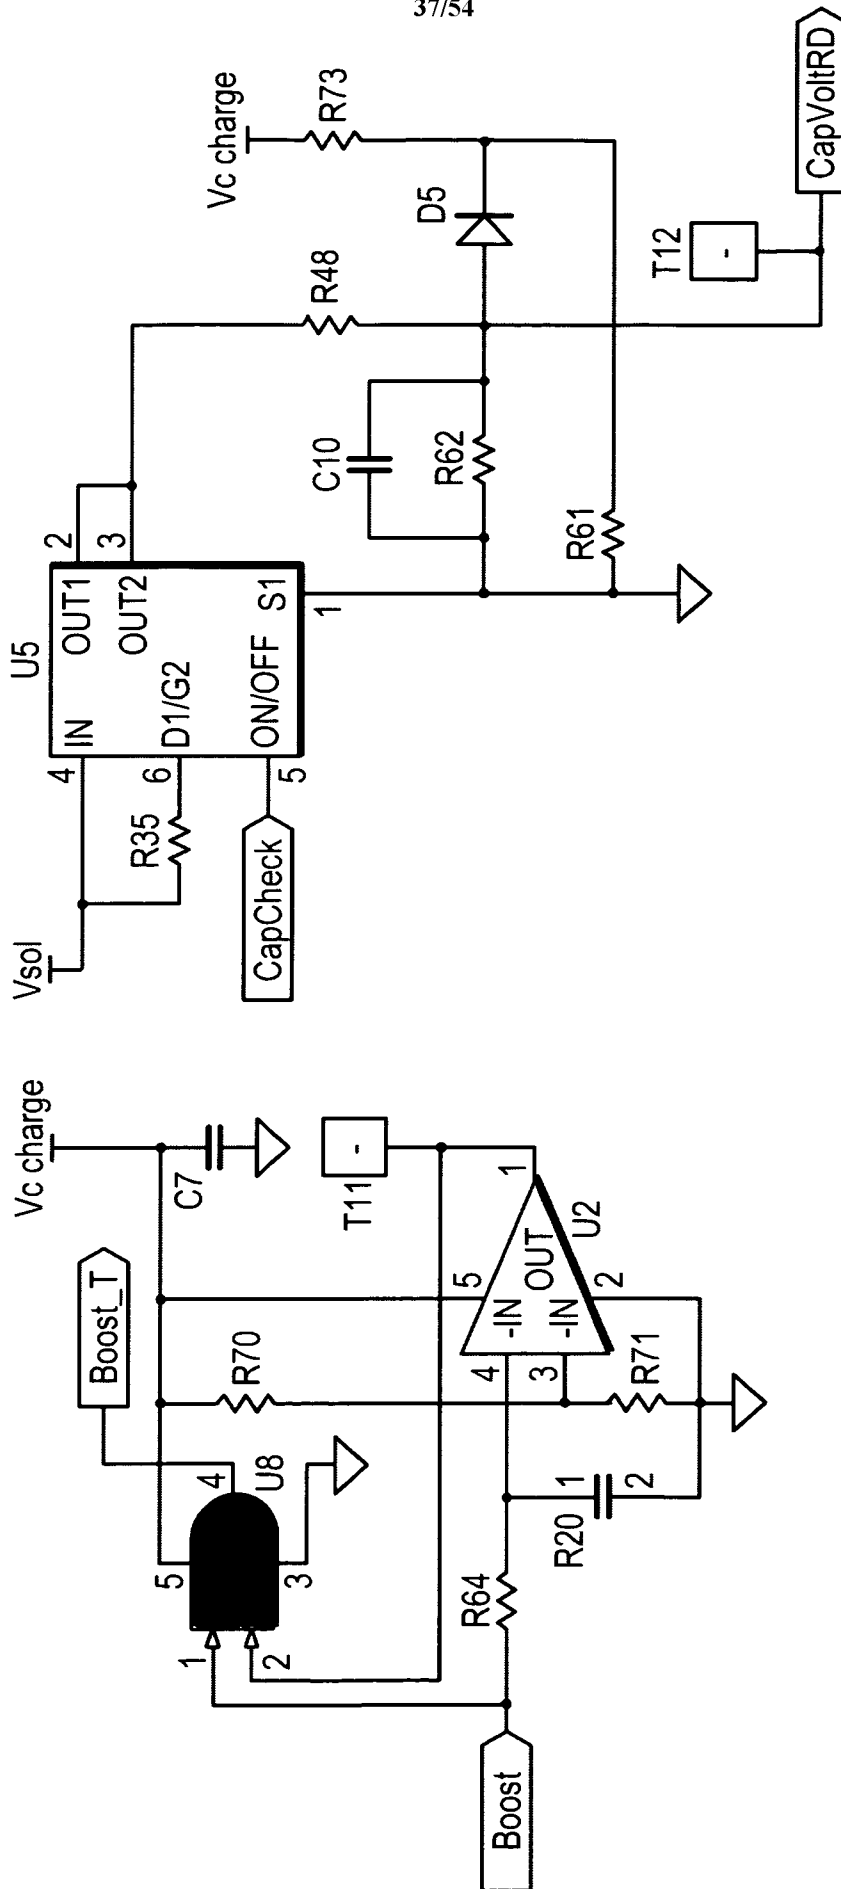 37/54
Vsol
U5
4
IN
OUT1
2
OUT2
3
R35
6
D1/G2
CapCheck
5
ON/OFF
S1
1
Vc charge
R73
R48
D5
C10
R62
R61
T12
-
CapVoltRD
Vc charge
C7
Boost_T
T11
-
5
4
U8
1
2
3
R70
R64
R20
1
2
4
-IN
3
-IN
5
OUT
1
U2
2
R71
Boost